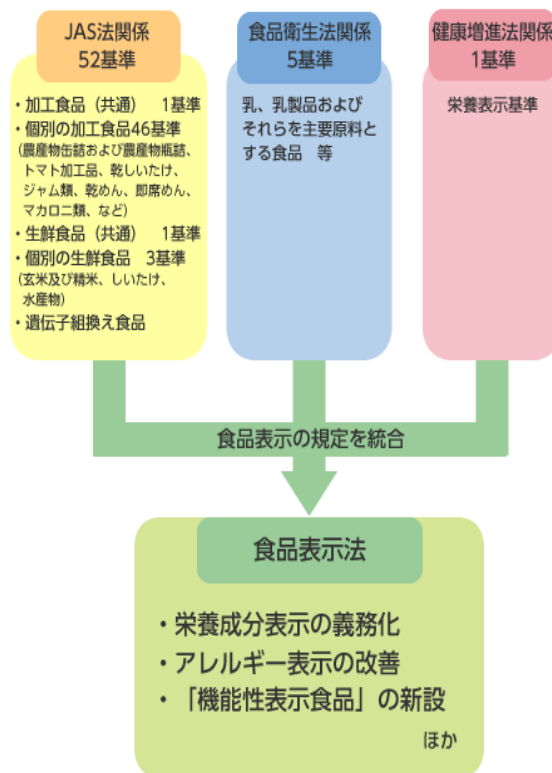 JAS法関係
52基準
・加工食品（共通）　1基準
・個別の加工食品46基準
(農産物缶詰および農産物瓶詰、
トマト加工品、乾しいたけ、
ジャム類、乾めん、即席めん、
マカロニ類、など)
・生鮮食品（共通）　1基準
・個別の生鮮食品　3基準
(玄米及び精米、しいたけ、
水産物)
・遺伝子組換え食品
食品衛生法関係
5基準
乳、乳製品および
それらを主要原料と
する食品　等
健康増進法関係
1基準
栄養表示基準
食品表示の規定を統合
食品表示法
・栄養成分表示の義務化
・アレルギー表示の改善
・「機能性表示食品」の新設
ほか